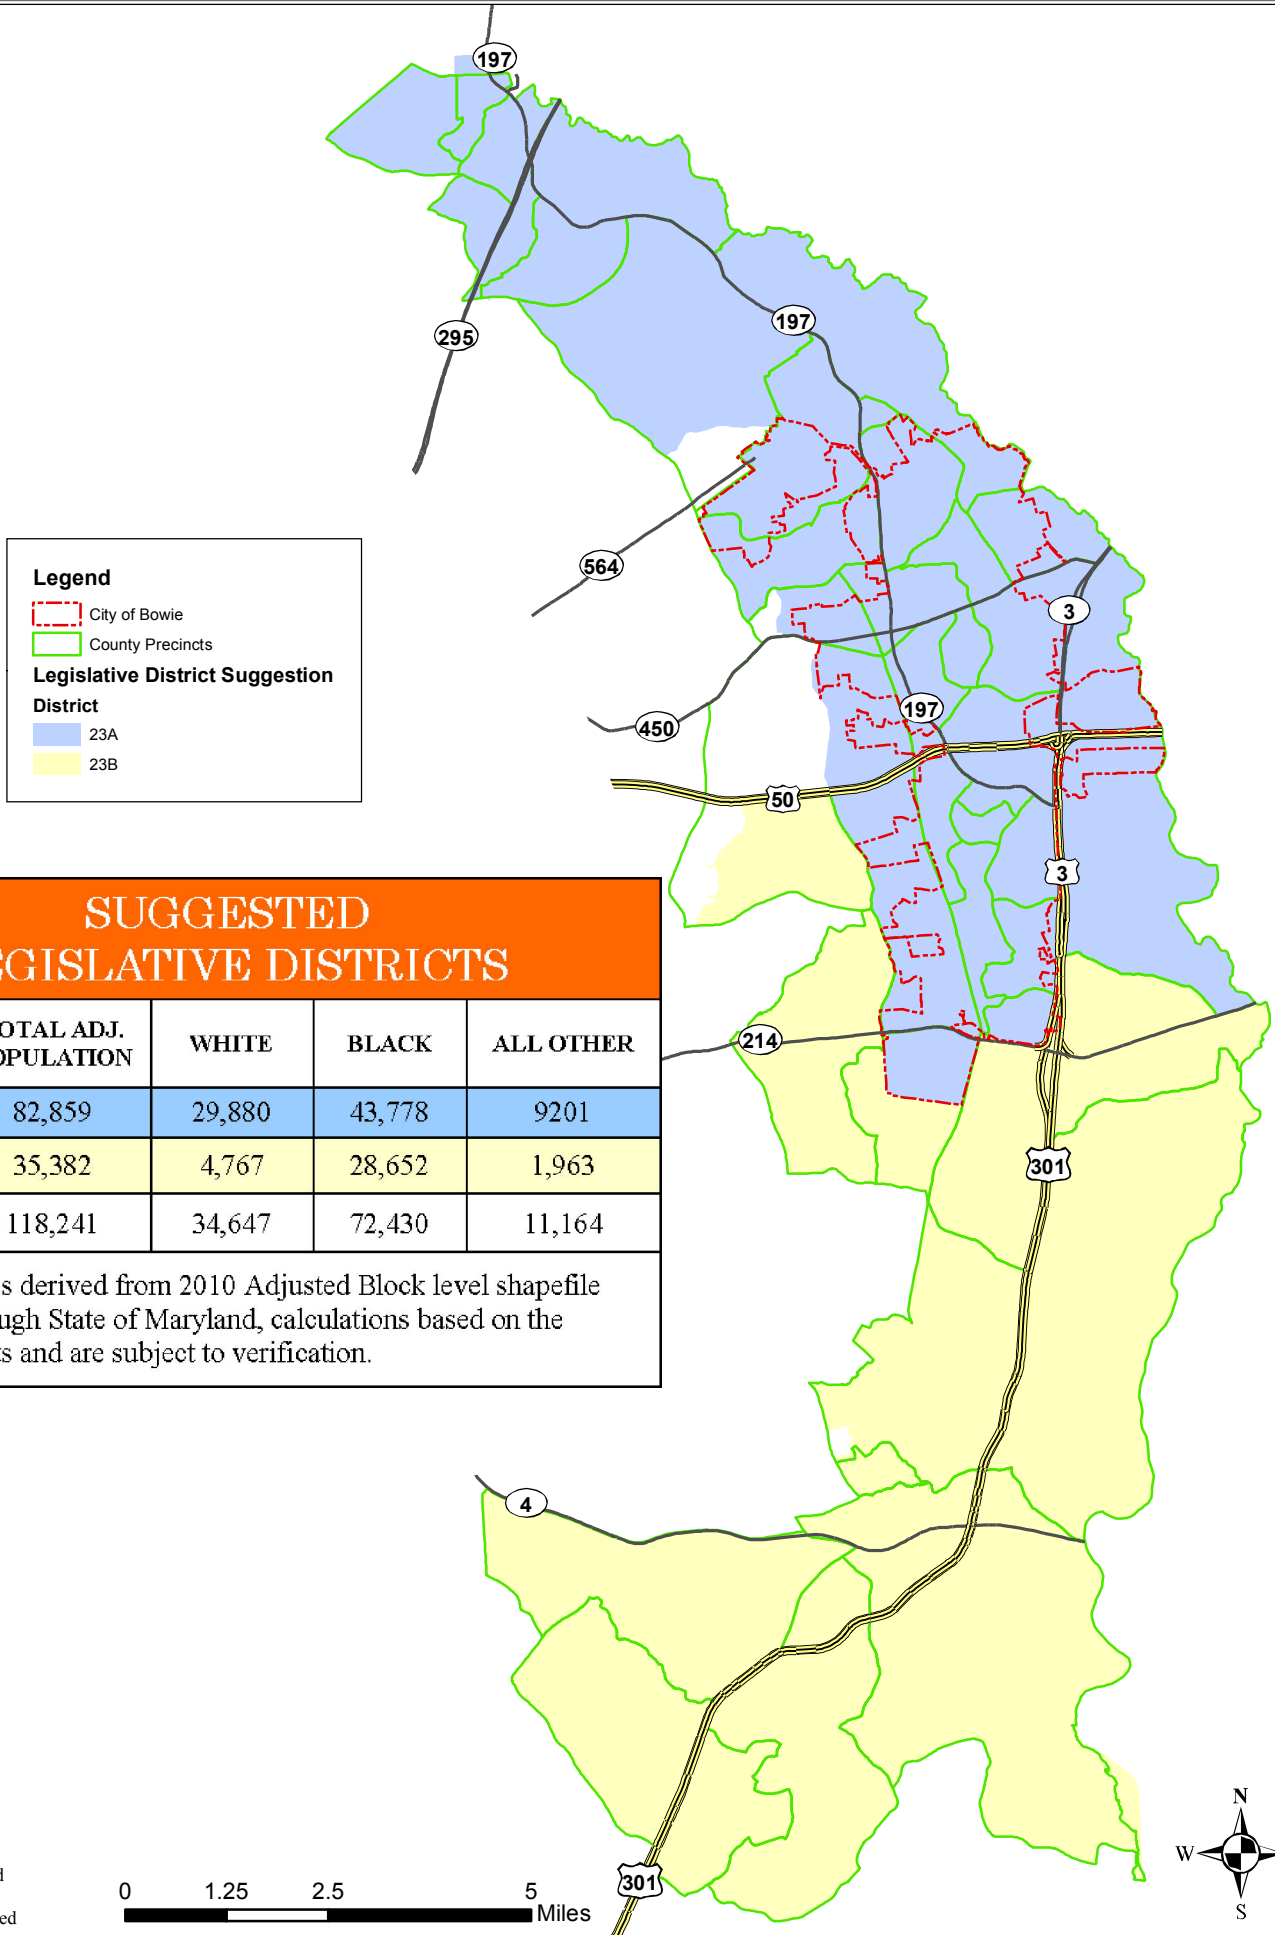 197
197
295
564
Legend
City of Bowie
County Precincts
Legislative District Suggestion
District
23A
23B
3
197
450
50
3
SUGGESTED
EGISLATIVE DISTRICTS
OTAL ADJ. WHITE BLACK ALL OTHER
OPULATION
82,859 29,880 43,778 9201
35,382 4,767 28,652 1,963
118,241 34,647 72,430 11,164
s derived from 2010 Adjusted Block level shapefile
ugh State of Maryland, calculations based on the
ts and are subject to verification.
214
301
4
301
N
W
S
d
ed
0 1.25 2.5 5
Miles